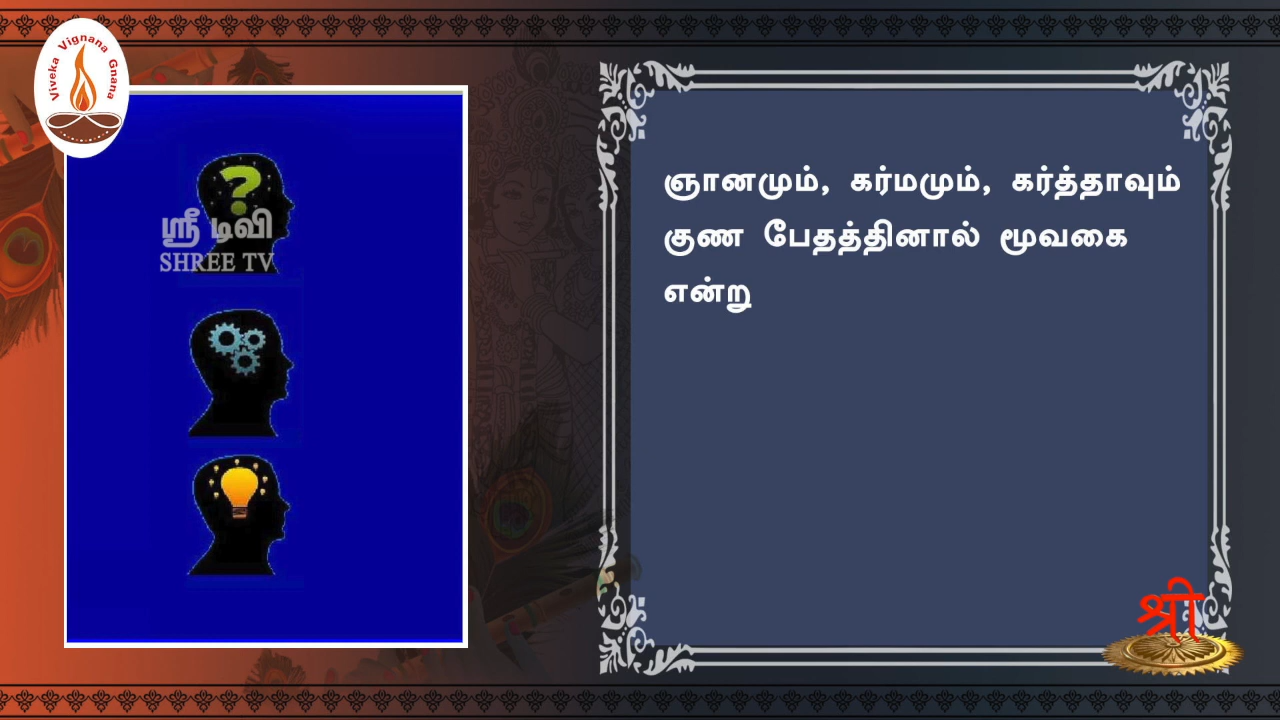 Viveka Vignana Gnana
ஸ்ரீ டிவி
SHREE TV
ஞானமும், கர்மமும், கர்த்தாவும்
குண பேதத்தினால் மூவகை
என்று
श्री